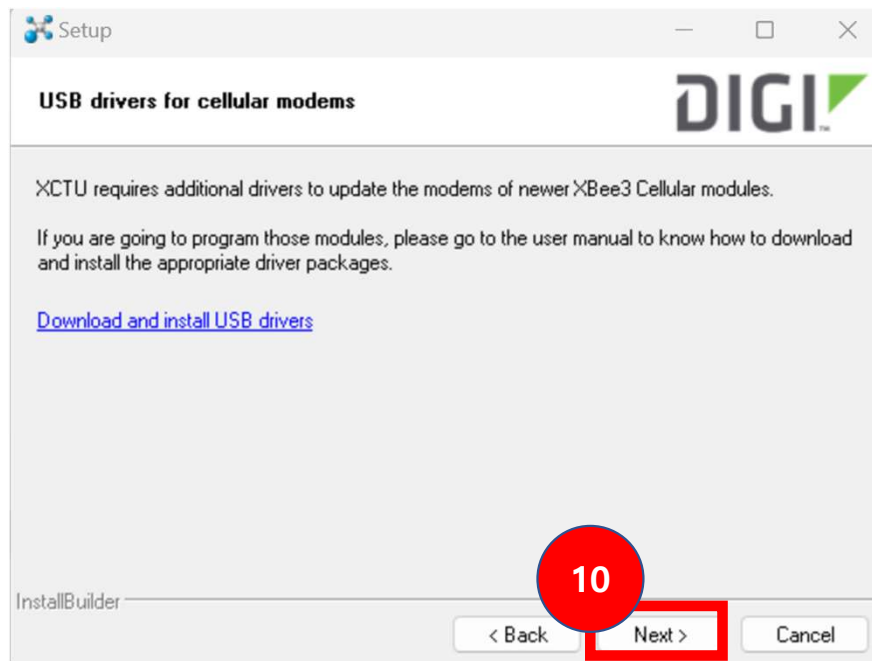 Setup
USB drivers for cellular modems
DIGI
TM
XCTU requires additional drivers to update the modems of newer XBee3 Cellular modules.
If you are going to program those modules, please go to the user manual to know how to download
and install the appropriate driver packages.
Download and install USB drivers
10
InstallBuilder
< Back
Next >
Cancel